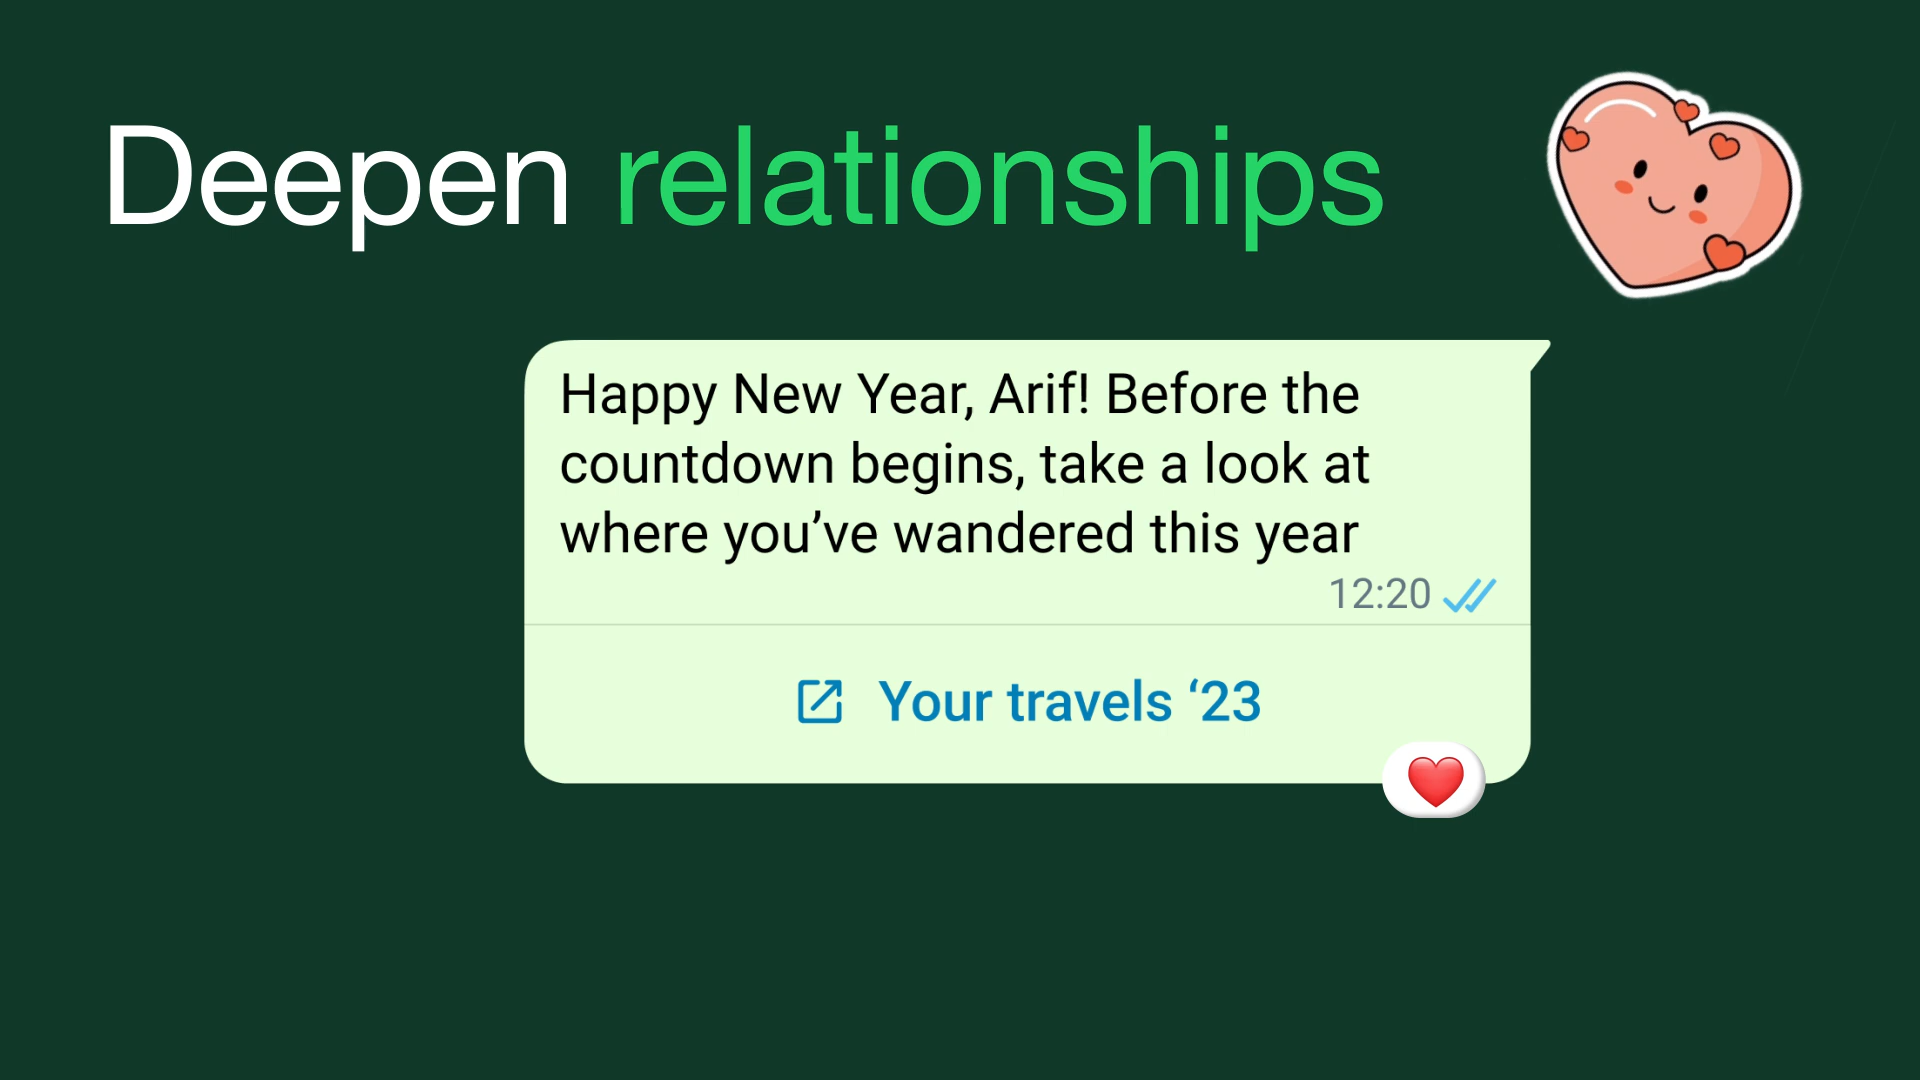 Deepen relationships
Happy New Year, Arif! Before the
countdown begins, take a look at
where you’ve wandered this year
12:20
Your travels ‘23